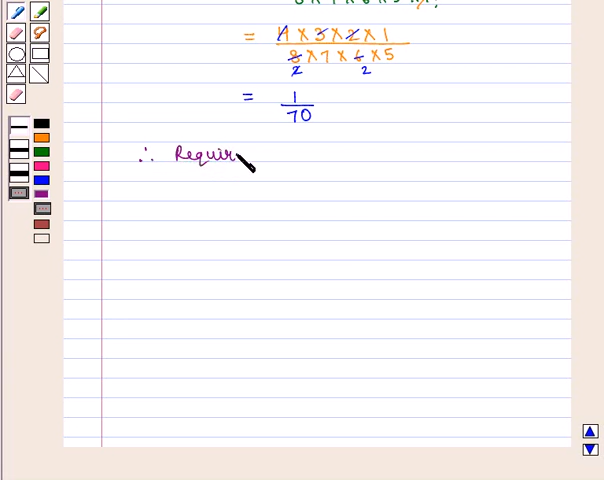 = 4 × 3 × 2 × 1
8 × 7 × 6 × 5
2 2
= 1
70
∴ Requir